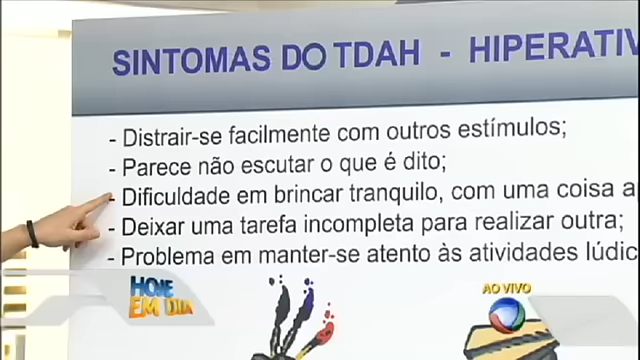 SINTOMAS DO TDAH - HIPERATIV
- Distrair-se facilmente com outros estímulos;
- Parece não escutar o que é dito;
- Dificuldade em brincar tranquilo, com uma coisa a
- Deixar uma tarefa incompleta para realizar outra;
- Problema em manter-se atento às atividades lúdic
HOJE
EM DIA
AO VIVO